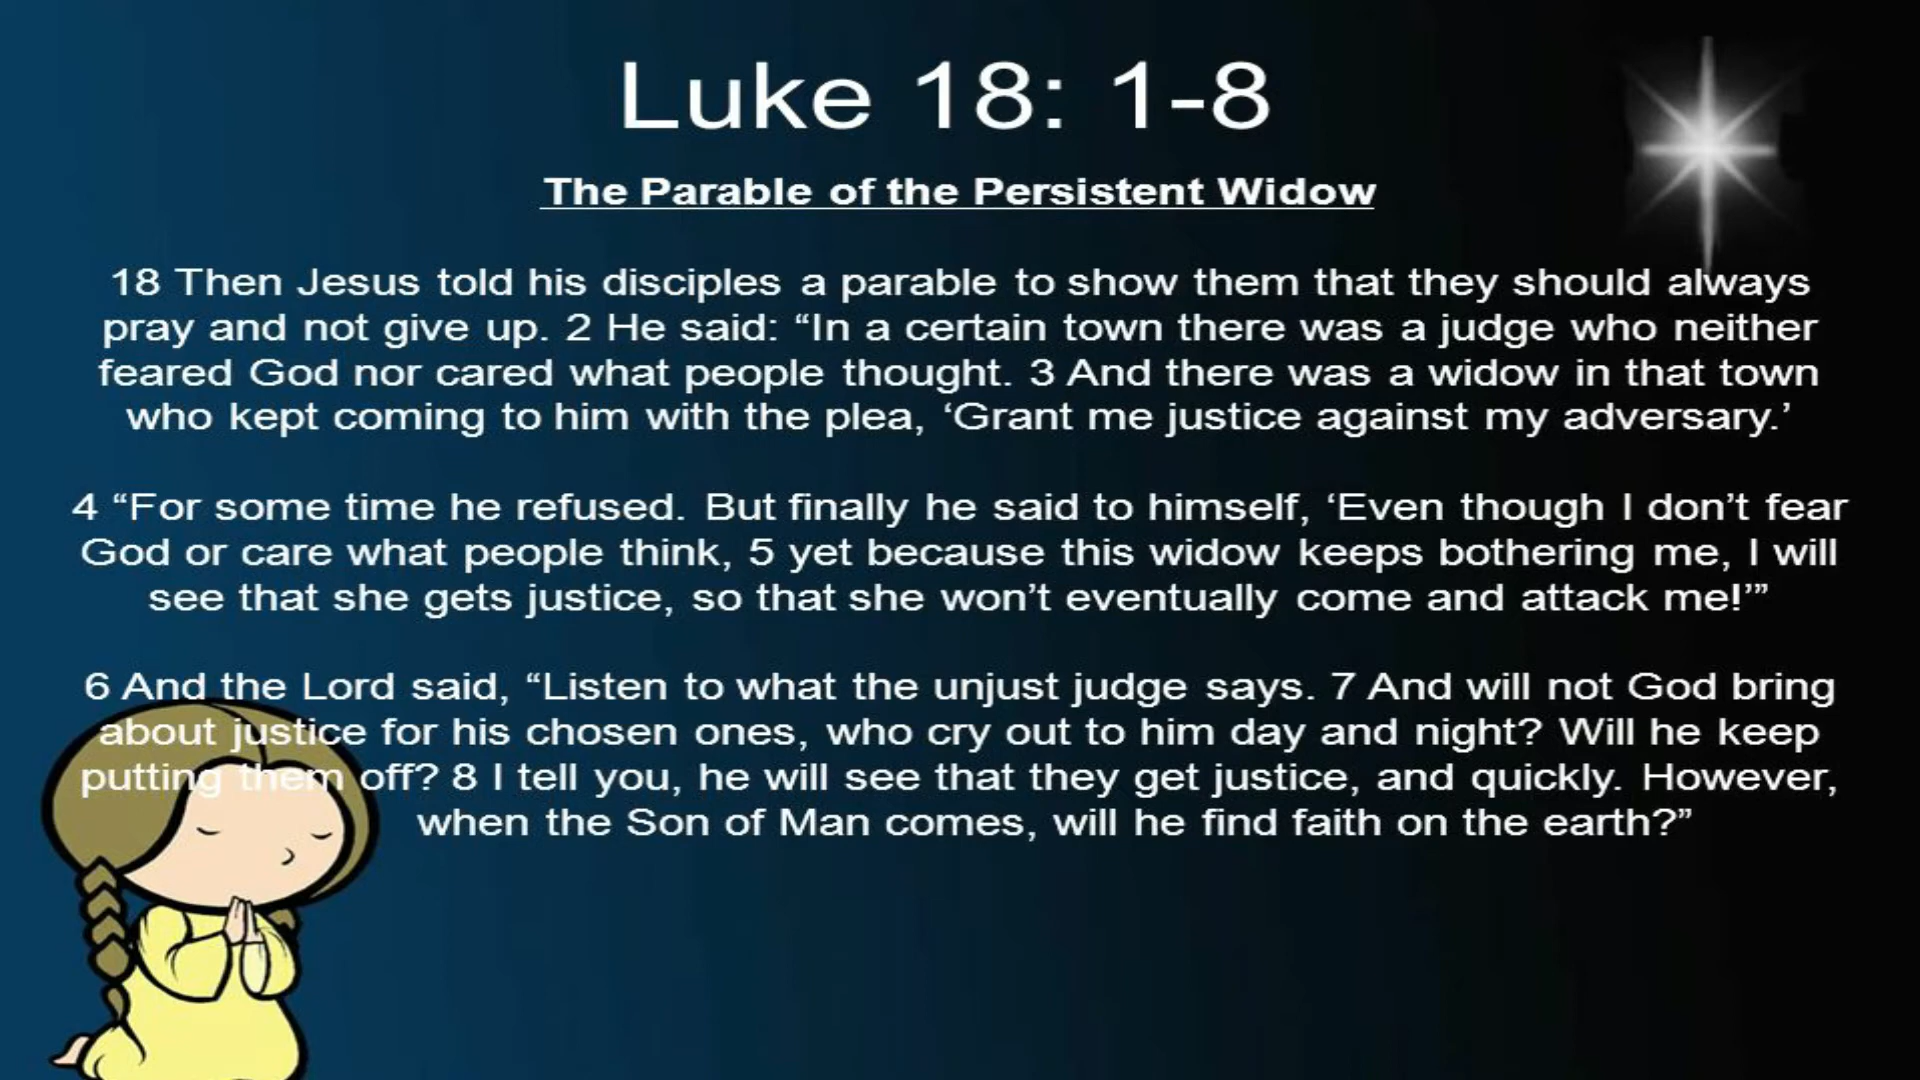 Luke 18: 1-8
The Parable of the Persistent Widow
18 Then Jesus told his disciples a parable to show them that they should always
pray and not give up. 2 He said: “In a certain town there was a judge who neither
feared God nor cared what people thought. 3 And there was a widow in that town
who kept coming to him with the plea, ‘Grant me justice against my adversary.’
4 “For some time he refused. But finally he said to himself, ‘Even though I don’t fear
God or care what people think, 5 yet because this widow keeps bothering me, I will
see that she gets justice, so that she won’t eventually come and attack me!’”
6 And the Lord said, “Listen to what the unjust judge says. 7 And will not God bring
about justice for his chosen ones, who cry out to him day and night? Will he keep
putting them off? 8 I tell you, he will see that they get justice, and quickly. However,
when the Son of Man comes, will he find faith on the earth?”